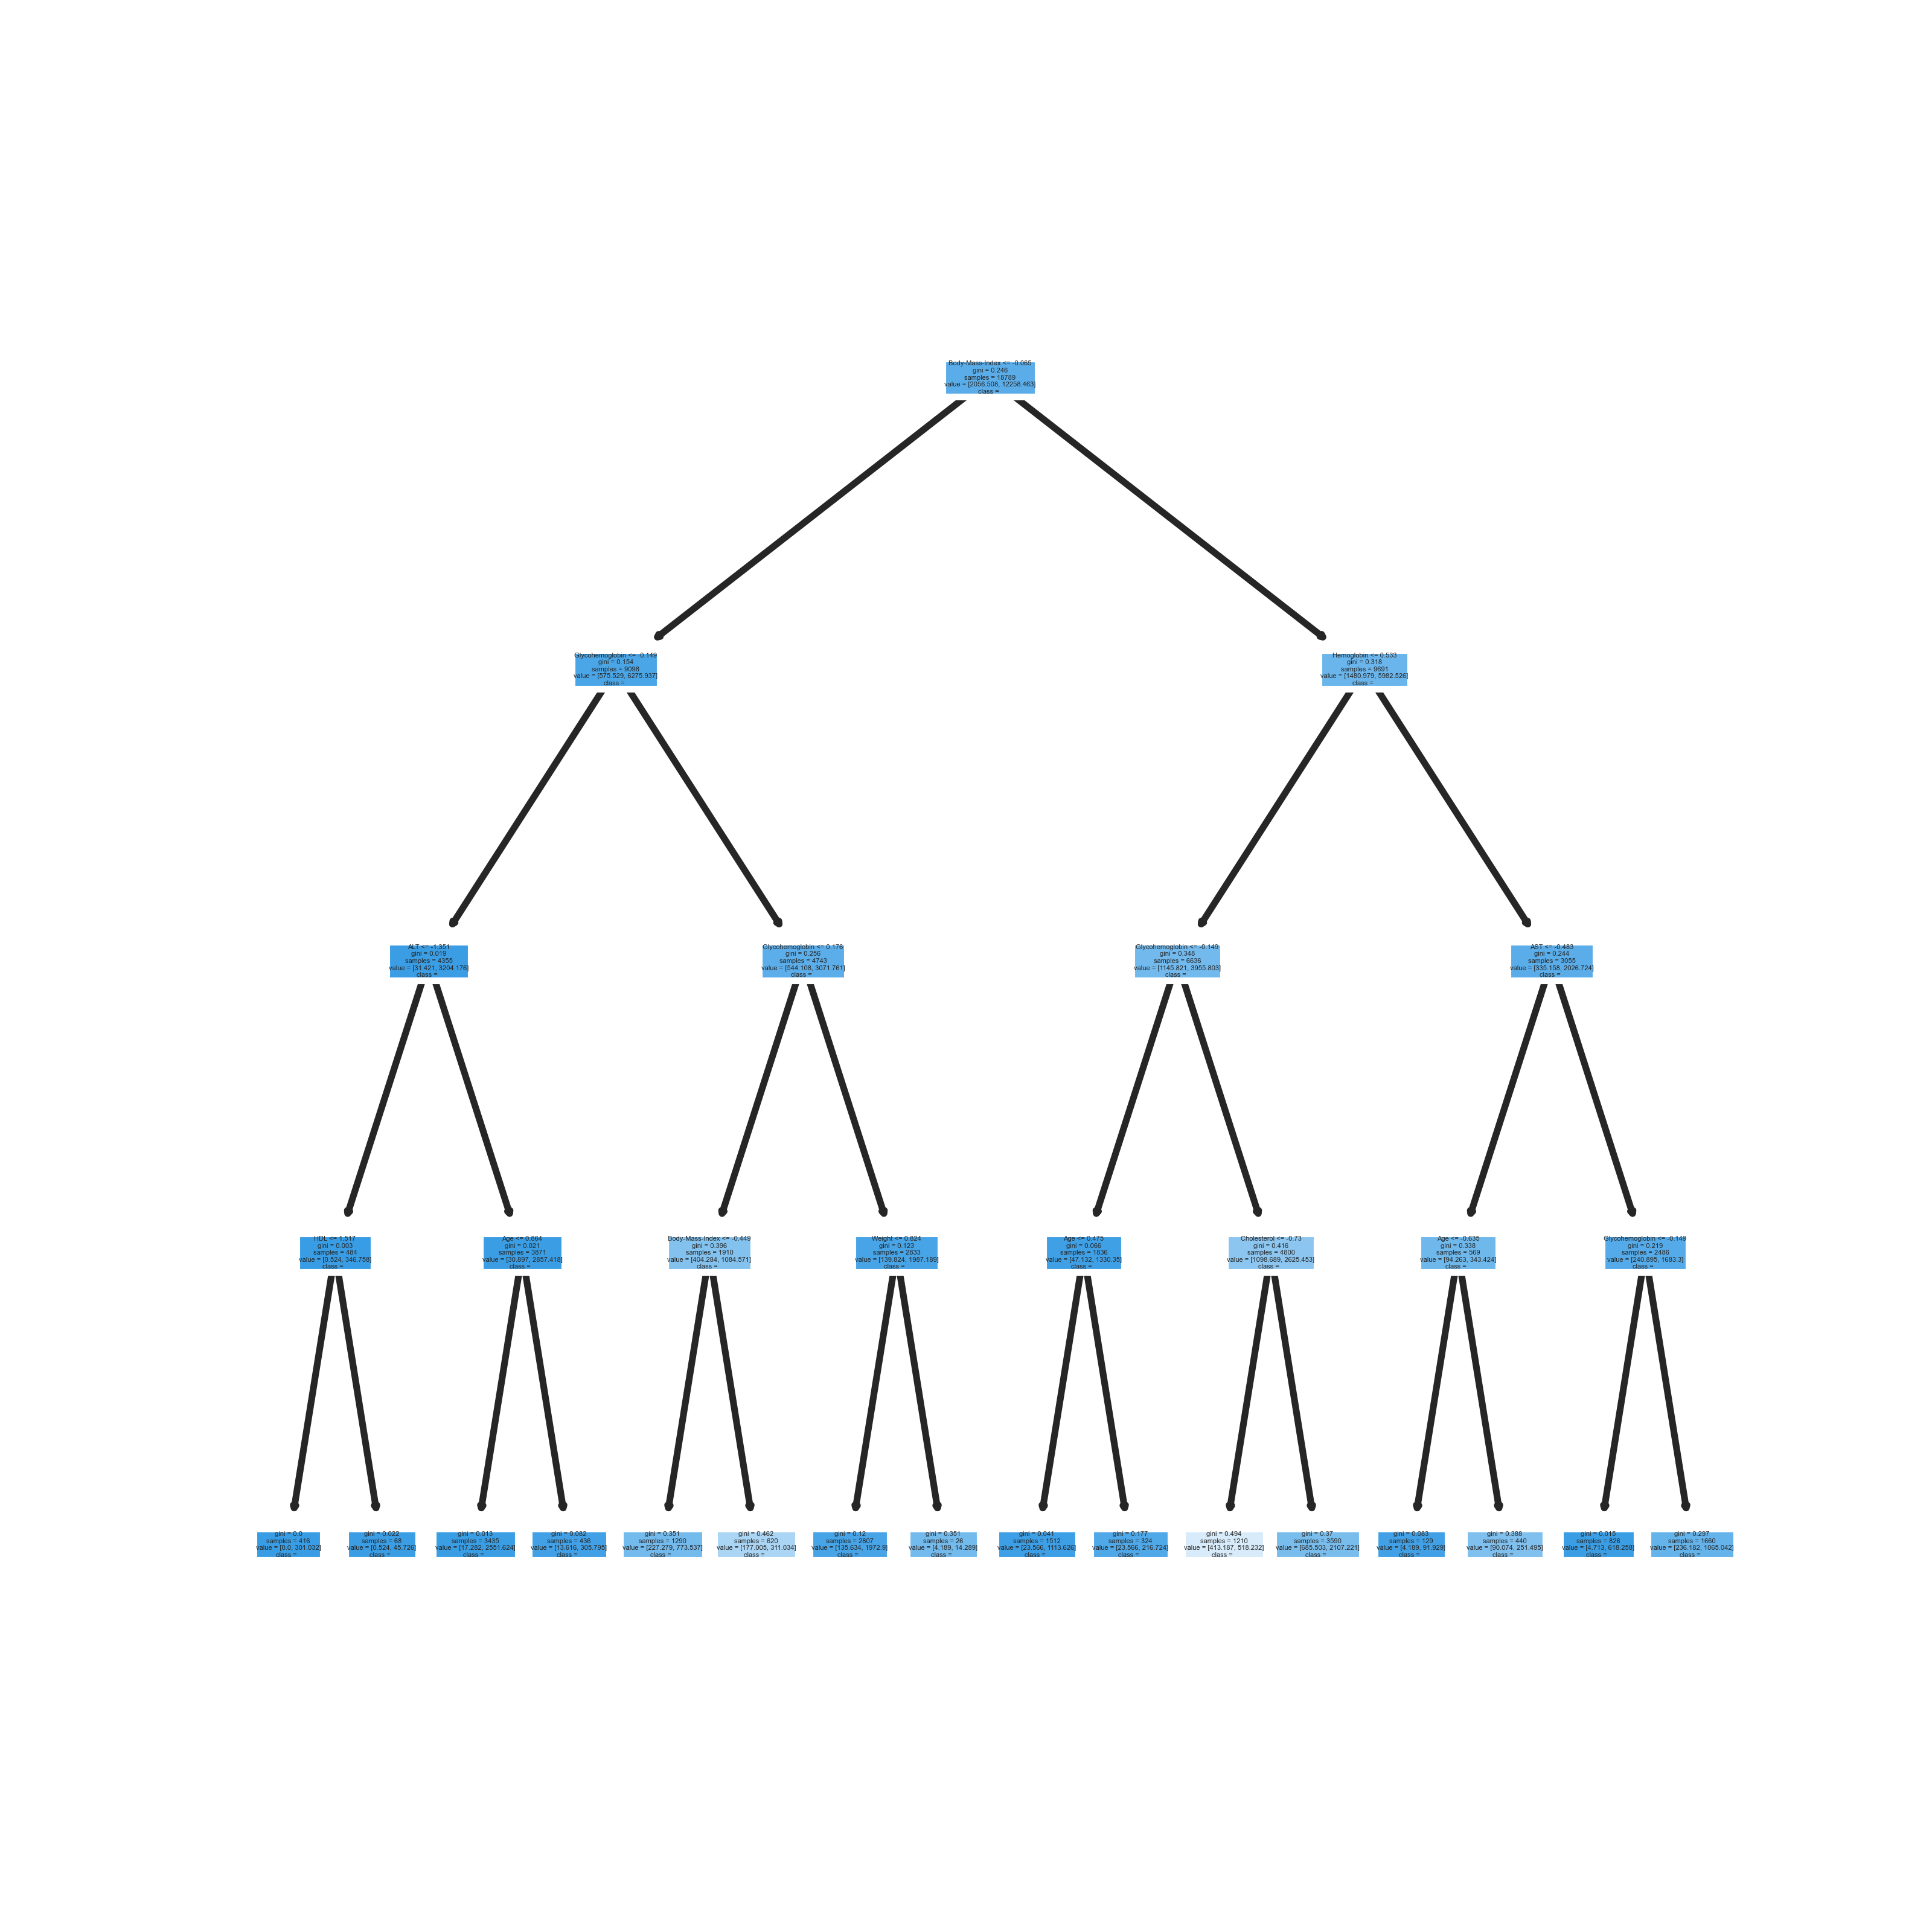 Body-Mass-Index <= -0.065
gini = 0.246
samples = 18789
value = [2056.508, 12258.463]
class =
Glycohemoglobin <= -0.149
gini = 0.154
samples = 9098
value = [575.529, 6275.937]
class =
Hemoglobin <= 0.533
gini = 0.318
samples = 9691
value = [1480.979, 5982.526]
class =
ALT <= -1.351
gini = 0.019
samples = 4355
value = [31.421, 3204.176]
class =
Glycohemoglobin <= 0.176
gini = 0.256
samples = 4743
value = [544.108, 3071.761]
class =
Glycohemoglobin <= -0.149
gini = 0.348
samples = 6636
value = [1145.821, 3955.803]
class =
AST <= -0.483
gini = 0.244
samples = 3055
value = [335.158, 2026.724]
class =
HDL <= 1.517
gini = 0.003
samples = 484
value = [0.524, 346.758]
class =
Age <= 0.864
gini = 0.021
samples = 3871
value = [30.897, 2857.418]
class =
Body-Mass-Index <= -0.449
gini = 0.396
samples = 1910
value = [404.284, 1084.571]
class =
Weight <= 0.824
gini = 0.123
samples = 2833
value = [139.824, 1987.189]
class =
Age <= 0.475
gini = 0.066
samples = 1836
value = [47.132, 1330.35]
class =
Cholesterol <= -0.73
gini = 0.416
samples = 4800
value = [1098.689, 2625.453]
class =
Age <= -0.635
gini = 0.338
samples = 569
value = [94.263, 343.424]
class =
Glycohemoglobin <= -0.149
gini = 0.219
samples = 2486
value = [240.895, 1683.3]
class =
gini = 0.0
samples = 416
value = [0.0, 301.032]
class =
gini = 0.022
samples = 68
value = [0.524, 45.726]
class =
gini = 0.013
samples = 3435
value = [17.282, 2551.624]
class =
gini = 0.082
samples = 436
value = [13.616, 305.795]
class =
gini = 0.351
samples = 1290
value = [227.279, 773.537]
class =
gini = 0.462
samples = 620
value = [177.005, 311.034]
class =
gini = 0.12
samples = 2807
value = [135.634, 1972.9]
class =
gini = 0.351
samples = 26
value = [4.189, 14.289]
class =
gini = 0.041
samples = 1512
value = [23.566, 1113.626]
class =
gini = 0.177
samples = 324
value = [23.566, 216.724]
class =
gini = 0.494
samples = 1210
value = [413.187, 518.232]
class =
gini = 0.37
samples = 3590
value = [685.503, 2107.221]
class =
gini = 0.083
samples = 129
value = [4.189, 91.929]
class =
gini = 0.388
samples = 440
value = [90.074, 251.495]
class =
gini = 0.015
samples = 826
value = [4.713, 618.258]
class =
gini = 0.297
samples = 1660
value = [236.182, 1065.042]
class =